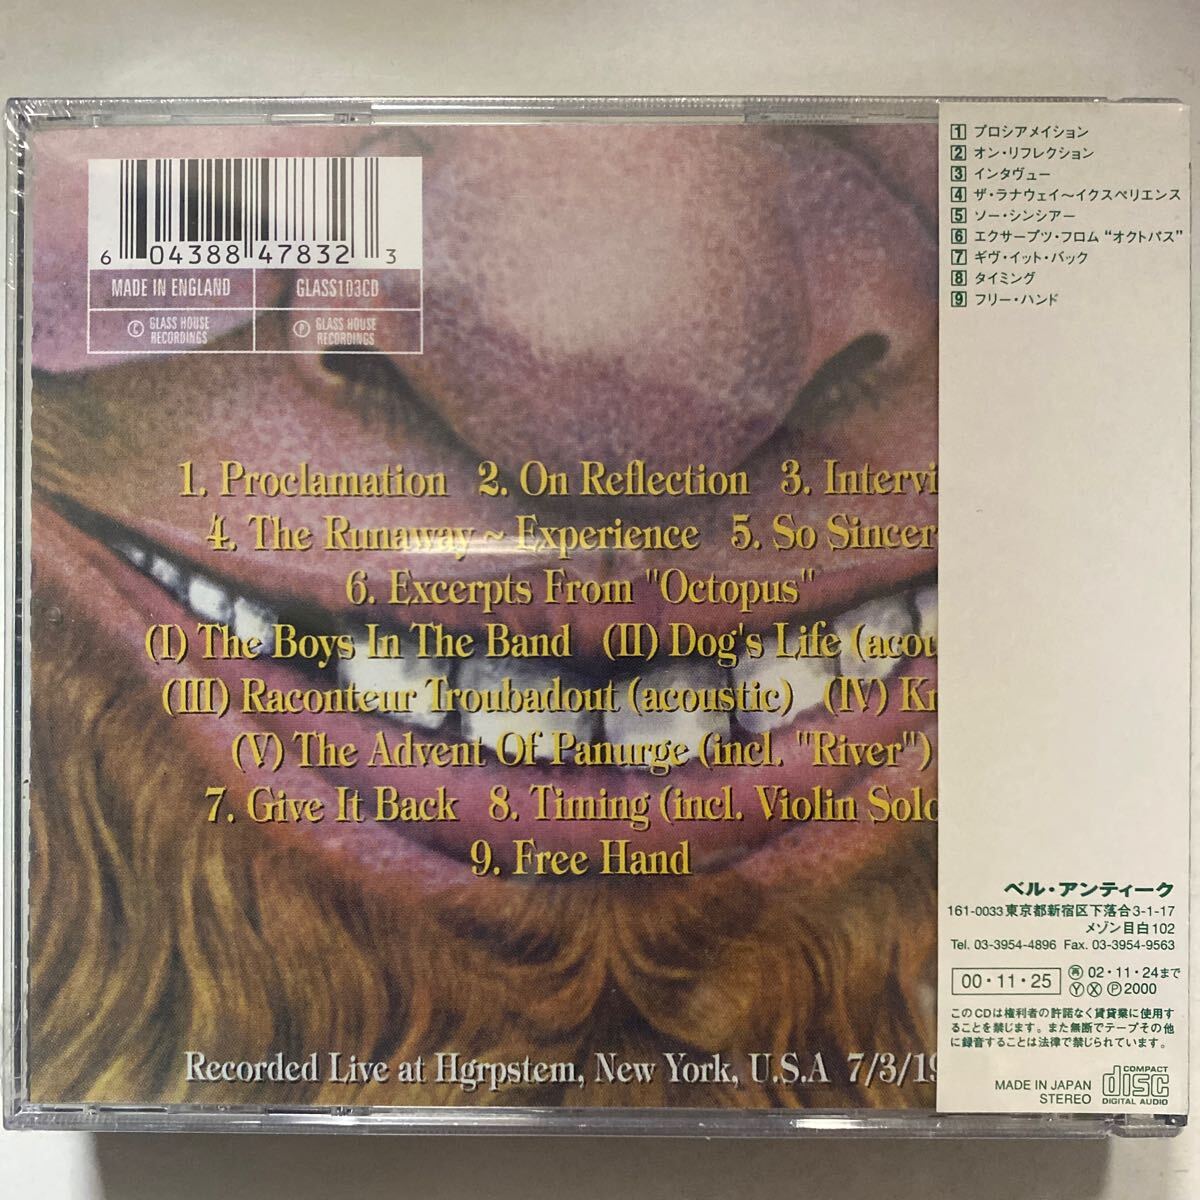 6 04388 47832 3
MADE IN ENGLAND
GLASS103CD
© GLASS HOUSE
RECORDINGS
℗ GLASS HOUSE
RECORDINGS
1. Proclamation 2. On Reflection 3. Intervi
4. The Runaway ~ Experience 5. So Sincer
6. Excerpts From "Octopus"
(I) The Boys In The Band (II) Dog's Life (acou
(III) Raconteur Troubadout (acoustic) (IV) Kn
(V) The Advent Of Panurge (incl. "River")
7. Give It Back 8. Timing (incl. Violin Solo
9. Free Hand
Recorded Live at Hgrpstem, New York, U.S.A 7/3/19
1 プロシアメイション
2 オン・リフレクション
3 インタヴュー
4 ザ・ラナウェイ〜イクスペリエンス
5 ソー・シンシアー
6 エクサープツ・フロム “オクトパス”
7 ギヴ・イット・バック
8 タイミング
9 フリー・ハンド
ベル・アンティーク
161-0033東京都新宿区下落合3-1-17
メゾン目白102
Tel. 03-3954-4896 Fax. 03-3954-9563
00・11・25
再 02・11・24まで
Ⓨ Ⓧ ℗ 2000
このCDは権利者の許諾なく賃貸業に使用す
ることを禁じます。また無断でテープその他
に録音することは法律で禁じられています。
MADE IN JAPAN
STEREO
COMPACT
disc
DIGITAL AUDIO